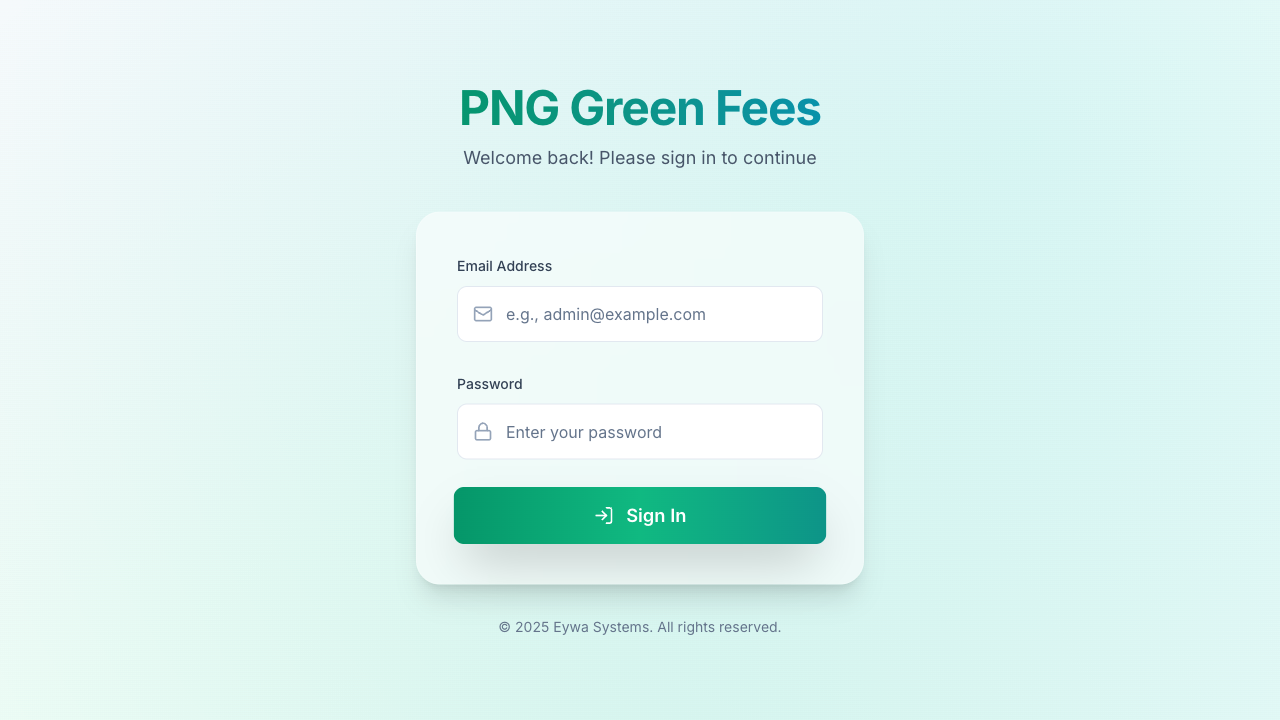 PNG Green Fees
Welcome back! Please sign in to continue
Email Address
e.g., admin@example.com
Password
Enter your password
Sign In
© 2025 Eywa Systems. All rights reserved.